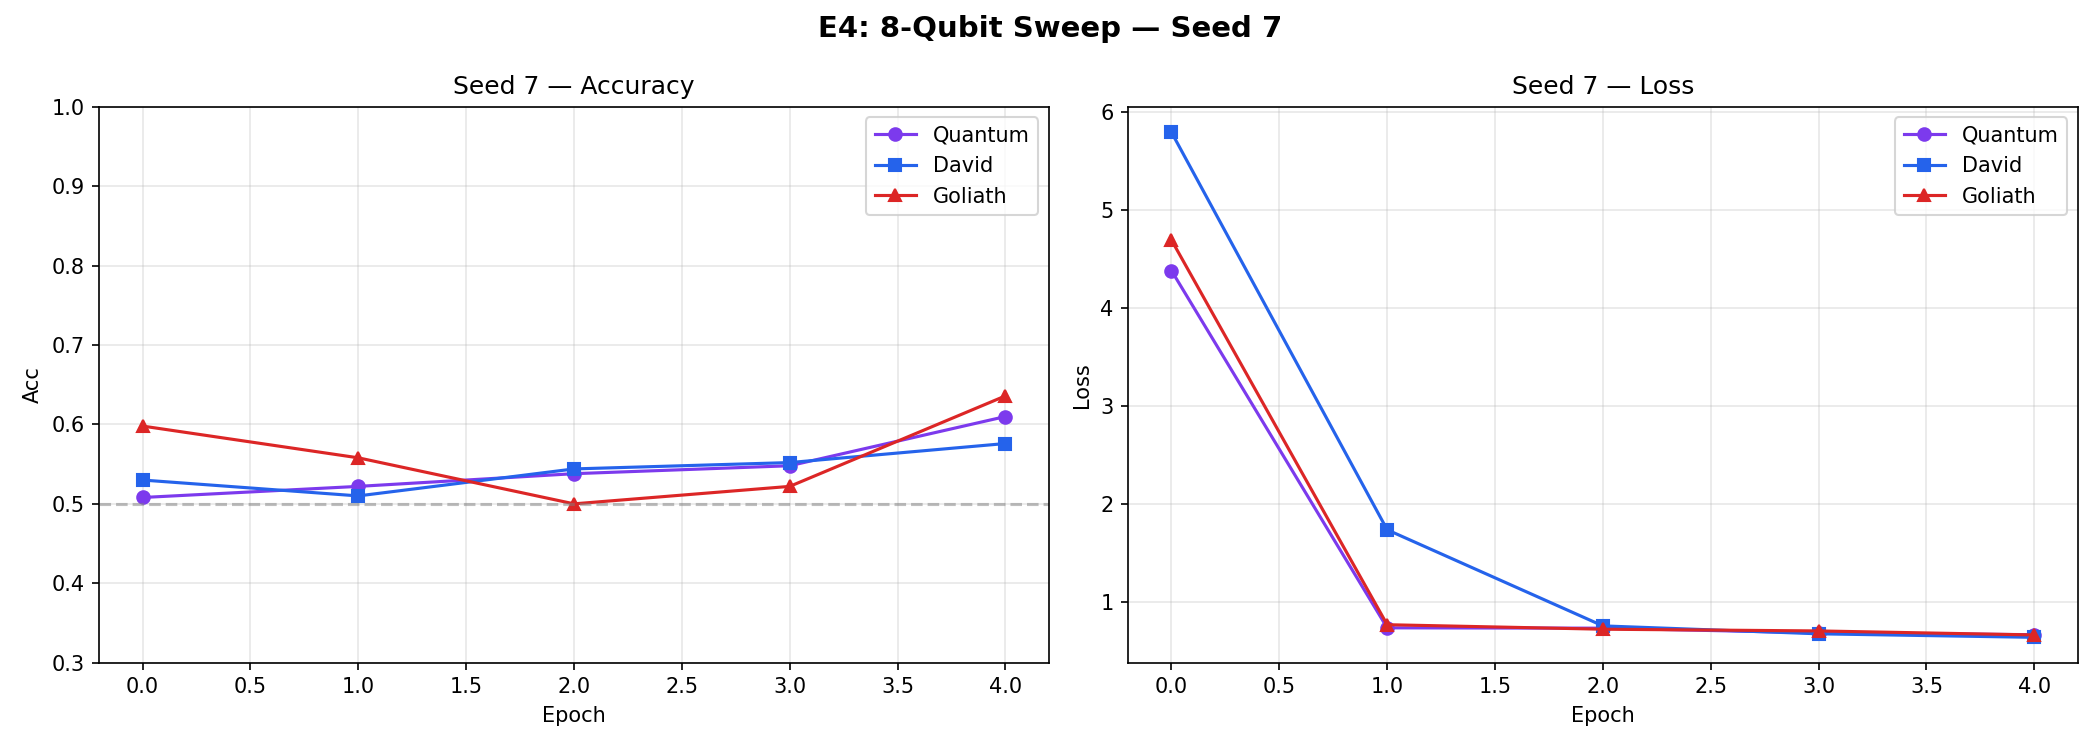 E4: 8-Qubit Sweep — Seed 7
Seed 7 — Accuracy
1.0
0.9
0.8
0.7
0.6
0.5
0.4
0.3
Acc
0.0 0.5 1.0 1.5 2.0 2.5 3.0 3.5 4.0
Epoch
Quantum
David
Goliath
Seed 7 — Loss
6
5
4
3
2
1
Loss
0.0 0.5 1.0 1.5 2.0 2.5 3.0 3.5 4.0
Epoch
Quantum
David
Goliath